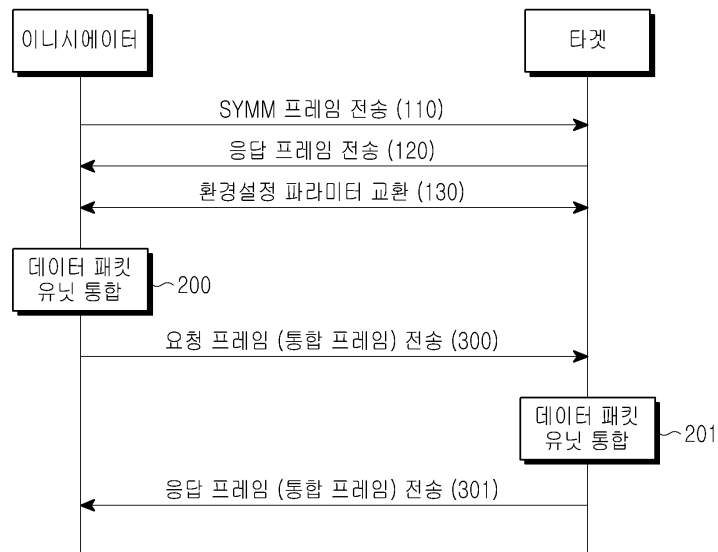 이니시에이터
타겟
SYMM 프레임 전송 (110)
응답 프레임 전송 (120)
환경설정 파라미터 교환 (130)
데이터 패킷
유닛 통합
200
요청 프레임 (통합 프레임) 전송 (300)
데이터 패킷
유닛 통합
201
응답 프레임 (통합 프레임) 전송 (301)